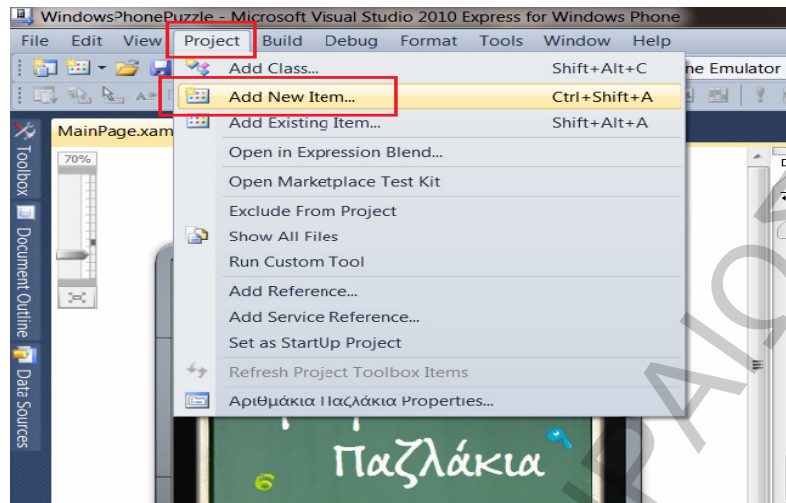 WindowsPhonePuzzle - Microsoft Visual Studio 2010 Express for Windows Phone
File Edit View Project Build Debug Format Tools Window Help
Add Class... Shift+Alt+C
ne Emulator
Add New Item... Ctrl+Shift+A
MainPage.xam
Add Existing Item... Shift+Alt+A
70%
Open in Expression Blend...
Open Marketplace Test Kit
Exclude From Project
Show All Files
Run Custom Tool
Add Reference...
Add Service Reference...
Set as StartUp Project
Refresh Project Toolbox Items
Αριθμάκια Παζλάκια Properties...
Toolbox
Document Outline
Data Sources
Παζλάκια
ΠΑΙΩΣ